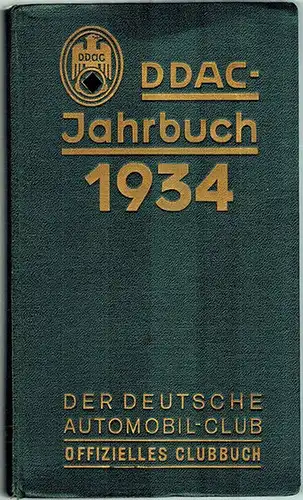 DDAC
DDAC-
Jahrbuch
1934
DER DEUTSCHE
AUTOMOBIL-CLUB
OFFIZIELLES CLUBBUCH